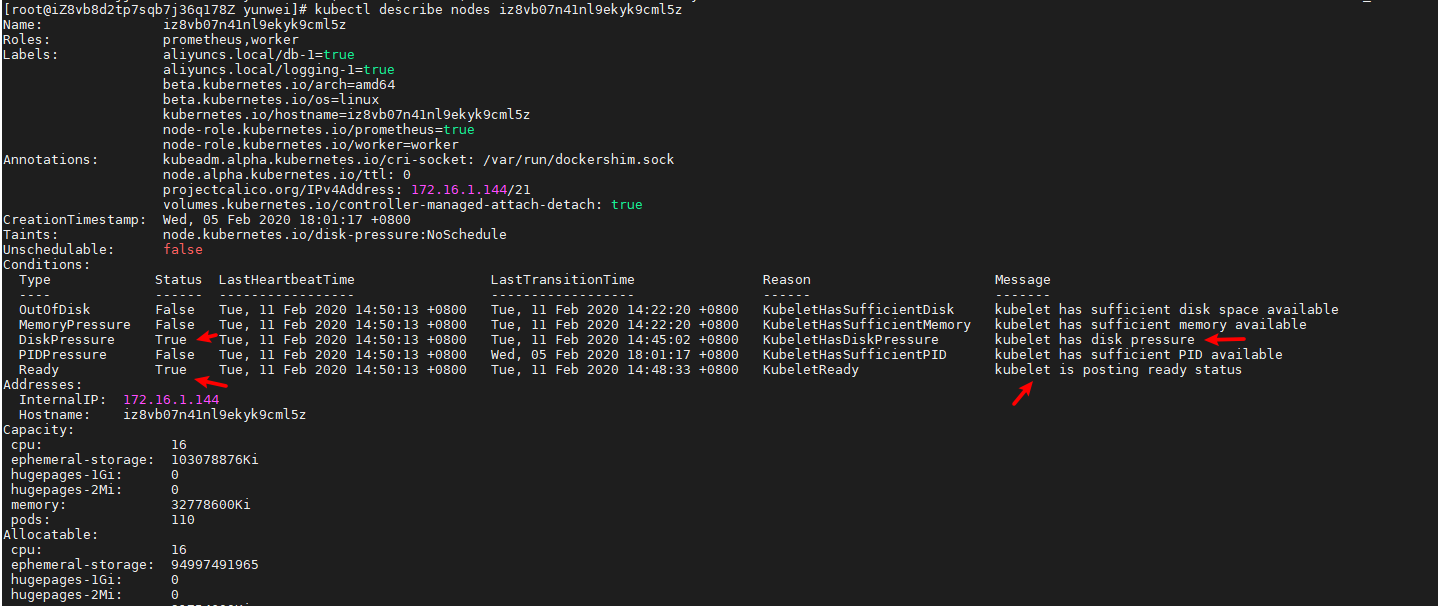 [root@iZ8vb8d2tp7sqb7j36q178Z yunwei]# kubectl describe nodes iz8vb07n41nl9ekyk9cml5z
Name:               iz8vb07n41nl9ekyk9cml5z
Roles:              prometheus,worker
Labels:             aliyuncs.local/db-1=true
                    aliyuncs.local/logging-1=true
                    beta.kubernetes.io/arch=amd64
                    beta.kubernetes.io/os=linux
                    kubernetes.io/hostname=iz8vb07n41nl9ekyk9cml5z
                    node-role.kubernetes.io/prometheus=true
                    node-role.kubernetes.io/worker=worker
Annotations:        kubeadm.alpha.kubernetes.io/cri-socket: /var/run/dockershim.sock
                    node.alpha.kubernetes.io/ttl: 0
                    projectcalico.org/IPv4Address: 172.16.1.144/21
                    volumes.kubernetes.io/controller-managed-attach-detach: true
CreationTimestamp:  Wed, 05 Feb 2020 18:01:17 +0800
Taints:             node.kubernetes.io/disk-pressure:NoSchedule
Unschedulable:      false
Conditions:
  Type             Status  LastHeartbeatTime                 LastTransitionTime                Reason                       Message
  ----             ------  -----------------                 ------------------                ------                       -------
  OutOfDisk        False   Tue, 11 Feb 2020 14:50:13 +0800   Tue, 11 Feb 2020 14:22:20 +0800   KubeletHasSufficientDisk     kubelet has sufficient disk space available
  MemoryPressure   False   Tue, 11 Feb 2020 14:50:13 +0800   Tue, 11 Feb 2020 14:22:20 +0800   KubeletHasSufficientMemory   kubelet has sufficient memory available
  DiskPressure     True    Tue, 11 Feb 2020 14:50:13 +0800   Tue, 11 Feb 2020 14:45:02 +0800   KubeletHasDiskPressure       kubelet has disk pressure
  PIDPressure      False   Tue, 11 Feb 2020 14:50:13 +0800   Wed, 05 Feb 2020 18:01:17 +0800   KubeletHasSufficientPID      kubelet has sufficient PID available
  Ready            True    Tue, 11 Feb 2020 14:50:13 +0800   Tue, 11 Feb 2020 14:48:33 +0800   KubeletReady                 kubelet is posting ready status
Addresses:
  InternalIP:  172.16.1.144
  Hostname:    iz8vb07n41nl9ekyk9cml5z
Capacity:
 cpu:                16
 ephemeral-storage:  103078876Ki
 hugepages-1Gi:      0
 hugepages-2Mi:      0
 memory:             32778600Ki
 pods:               110
Allocatable:
 cpu:                16
 ephemeral-storage:  94997491965
 hugepages-1Gi:      0
 hugepages-2Mi:      0